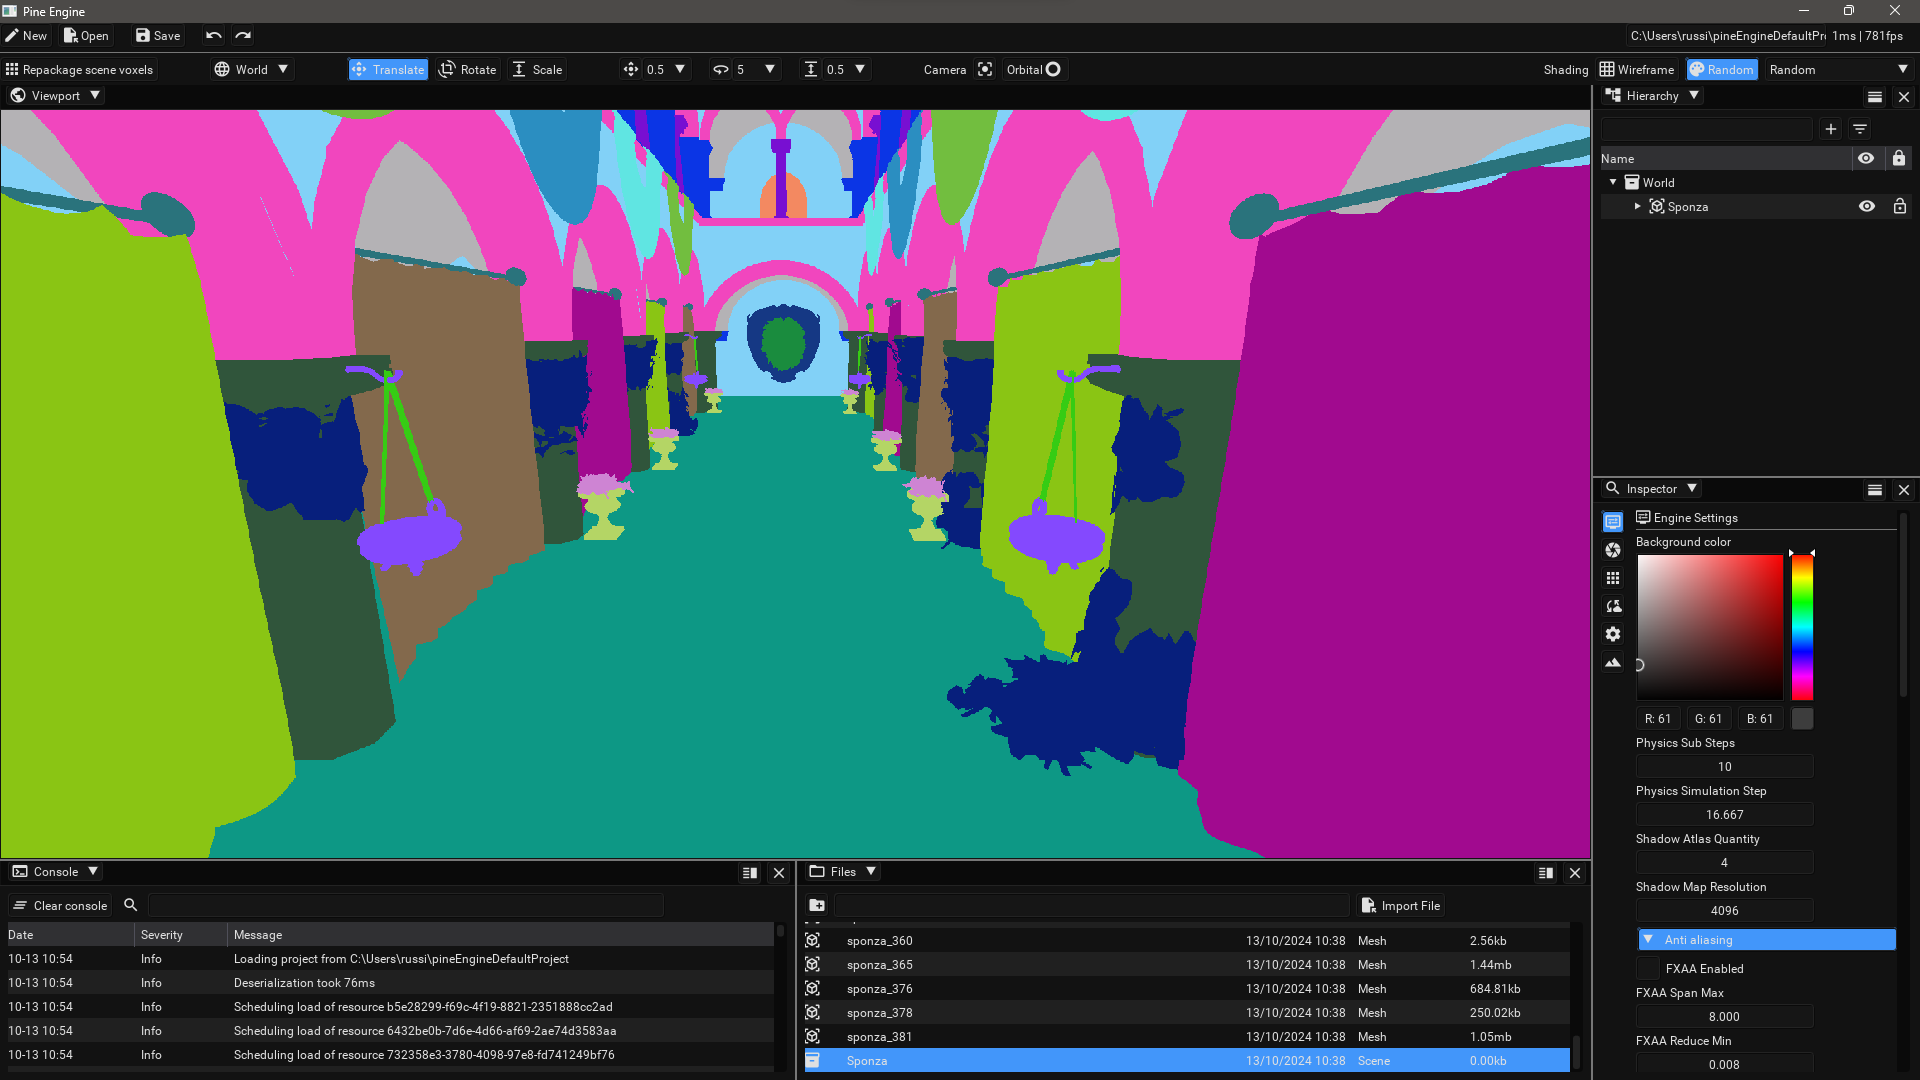 Pine Engine
New Open Save C:\Users\russi\pineEngineDefaultPr 1ms | 781fps
Repackage scene voxels World Translate Rotate Scale 0.5 5 0.5 Camera Orbital Shading Wireframe Random Random
Viewport
Hierarchy
Name
World
Sponza
Inspector
Engine Settings
Background color
R: 61 G: 61 B: 61
Physics Sub Steps
10
Physics Simulation Step
16.667
Shadow Atlas Quantity
4
Shadow Map Resolution
4096
Anti aliasing
FXAA Enabled
FXAA Span Max
8.000
FXAA Reduce Min
0.008
Console
Clear console
Date Severity Message
10-13 10:54 Info Loading project from C:\Users\russi\pineEngineDefaultProject
10-13 10:54 Info Deserialization took 76ms
10-13 10:54 Info Scheduling load of resource b5e28299-f69c-4f19-8821-2351888cc2ad
10-13 10:54 Info Scheduling load of resource 6432be0b-7d6e-4d66-af69-2ae74d3583aa
10-13 10:54 Info Scheduling load of resource 732358e3-3780-4098-97e8-fd741249bf76
Files
Import File
sponza_360 13/10/2024 10:38 Mesh 2.56kb
sponza_365 13/10/2024 10:38 Mesh 1.44mb
sponza_376 13/10/2024 10:38 Mesh 684.81kb
sponza_378 13/10/2024 10:38 Mesh 250.02kb
sponza_381 13/10/2024 10:38 Mesh 1.05mb
Sponza 13/10/2024 10:38 Scene 0.00kb